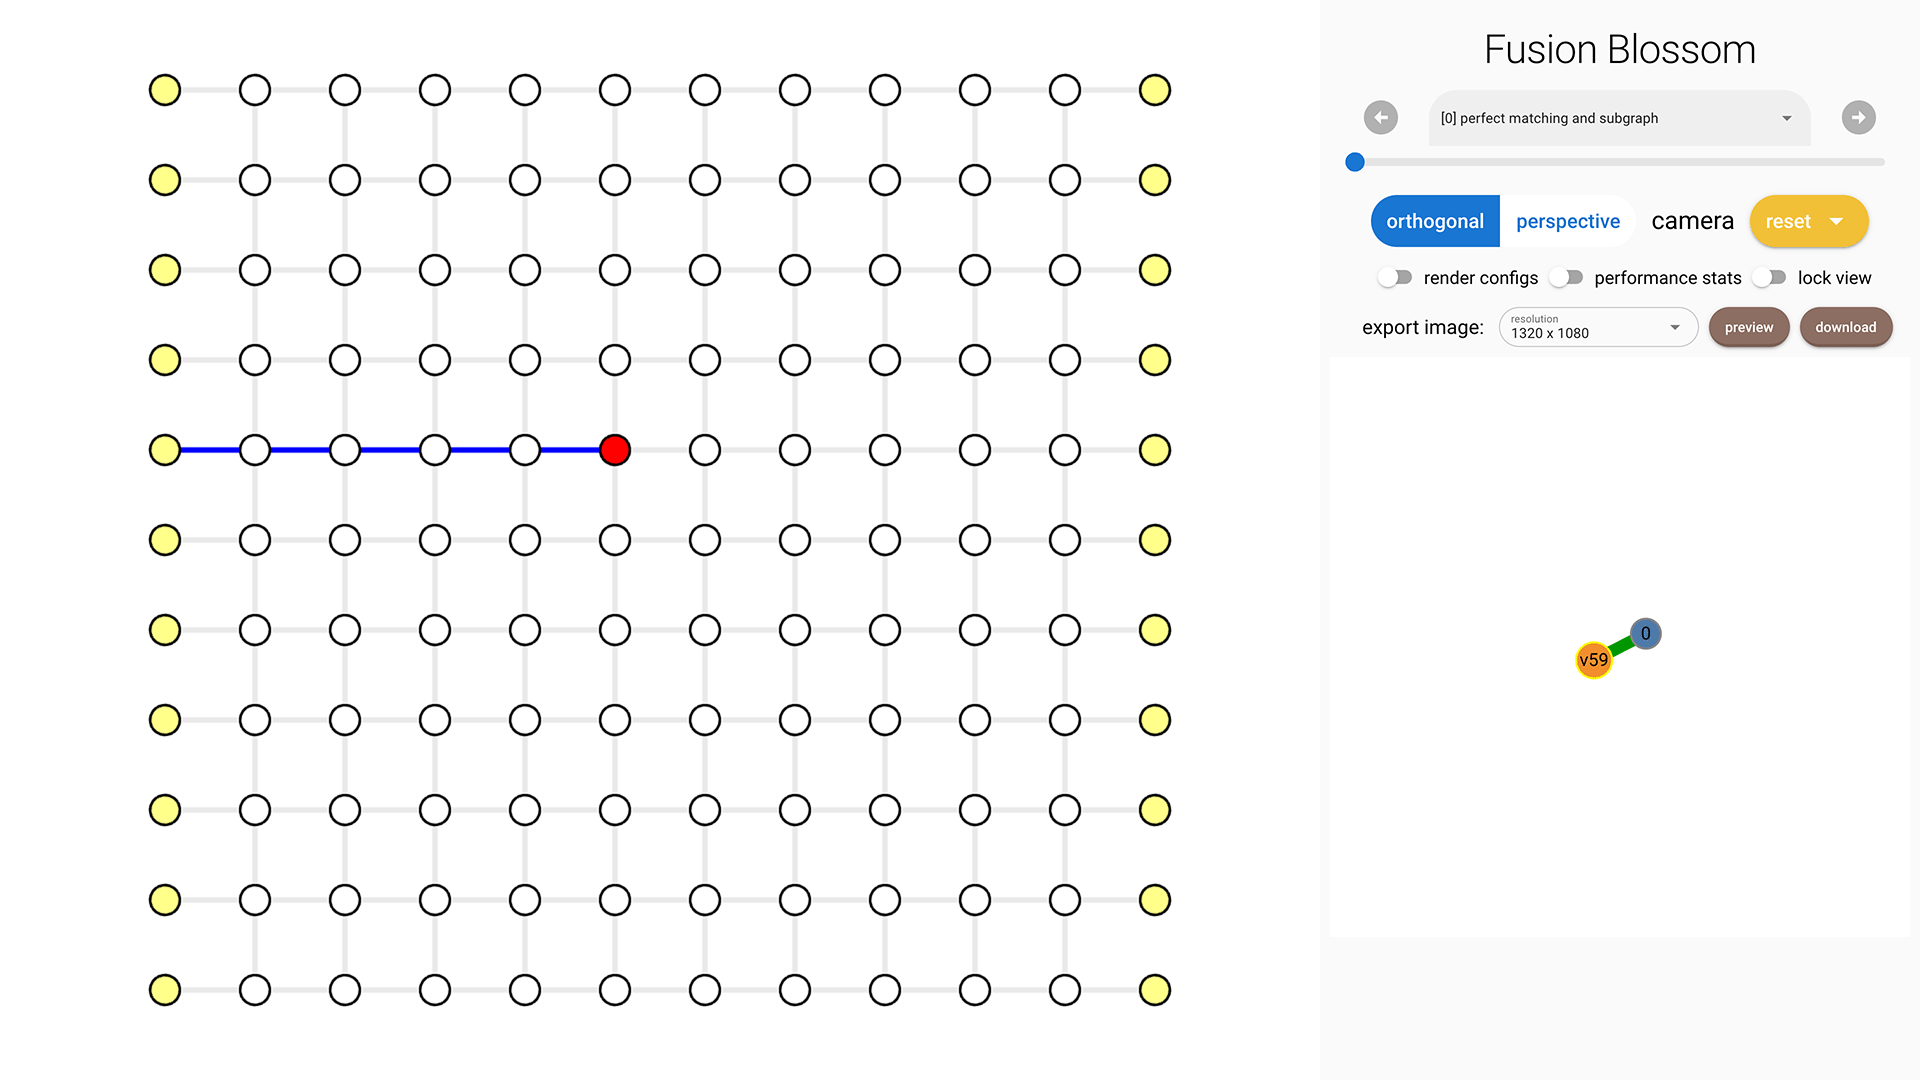 Fusion Blossom
[0] perfect matching and subgraph
orthogonal perspective camera reset
render configs performance stats lock view
export image: resolution 1320 x 1080 preview download
0
v59